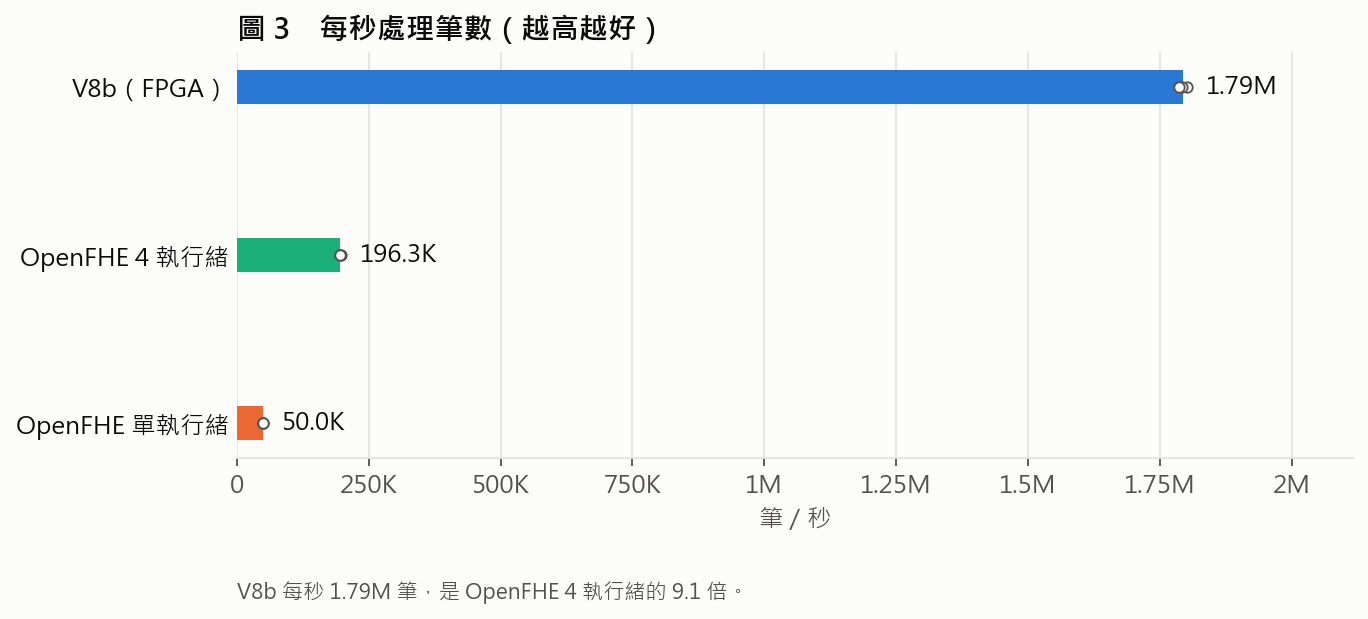 圖 3　每秒處理筆數（越高越好）
V8b（FPGA） 1.79M
OpenFHE 4 執行緒 196.3K
OpenFHE 單執行緒 50.0K
0 250K 500K 750K 1M 1.25M 1.5M 1.75M 2M
筆 / 秒
V8b 每秒 1.79M 筆，是 OpenFHE 4 執行緒的 9.1 倍。